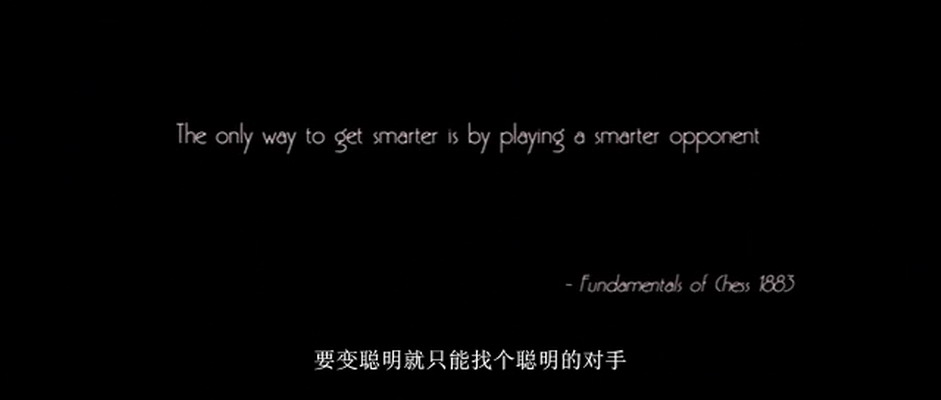 The only way to get smarter is by playing a smarter opponent
- Fundamentals of Chess 1883
要变聪明就只能找个聪明的对手